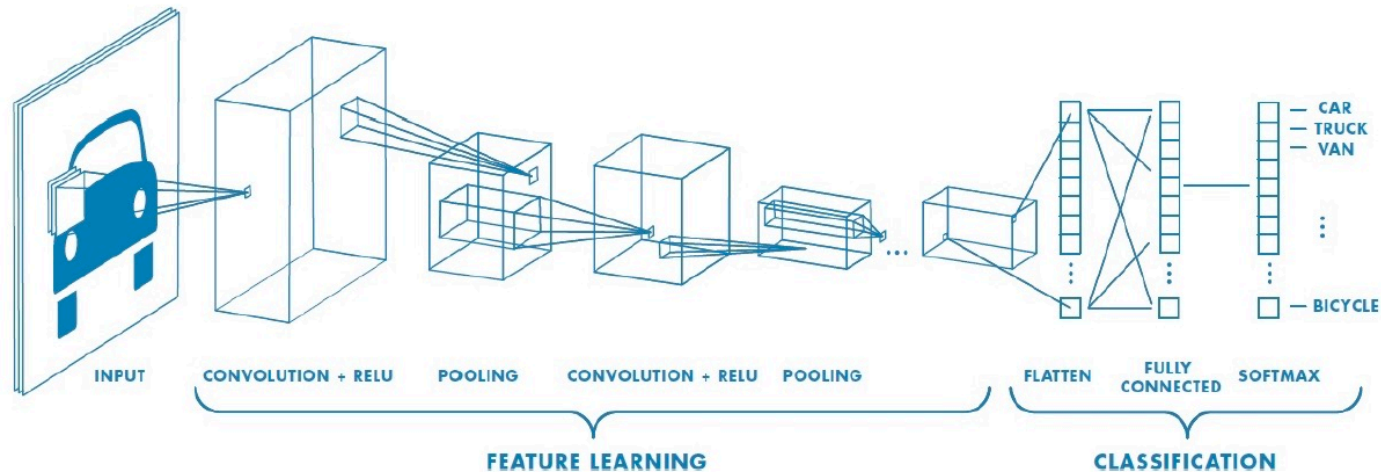 CAR
TRUCK
VAN
BICYCLE
INPUT
CONVOLUTION + RELU
POOLING
CONVOLUTION + RELU
POOLING
FLATTEN
FULLY
CONNECTED
SOFTMAX
FEATURE LEARNING
CLASSIFICATION